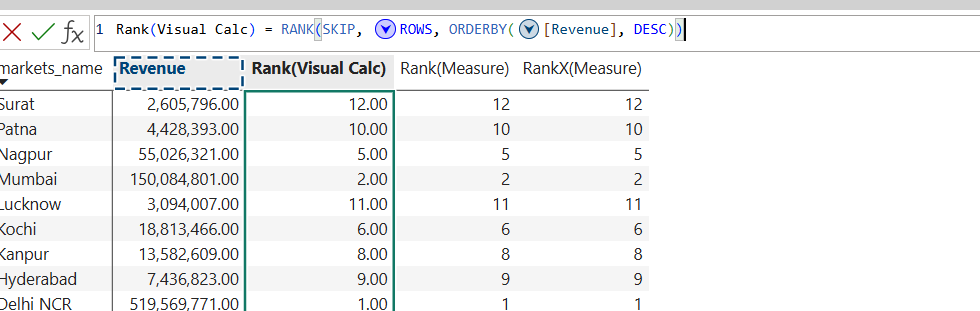 fx 1 Rank(Visual Calc) = RANK(SKIP, ROWS, ORDERBY( [Revenue], DESC))
markets_name Revenue Rank(Visual Calc) Rank(Measure) RankX(Measure)
Surat 2,605,796.00 12.00 12 12
Patna 4,428,393.00 10.00 10 10
Nagpur 55,026,321.00 5.00 5 5
Mumbai 150,084,801.00 2.00 2 2
Lucknow 3,094,007.00 11.00 11 11
Kochi 18,813,466.00 6.00 6 6
Kanpur 13,582,609.00 8.00 8 8
Hyderabad 7,436,823.00 9.00 9 9
Delhi NCR 519,569,771.00 1.00 1 1